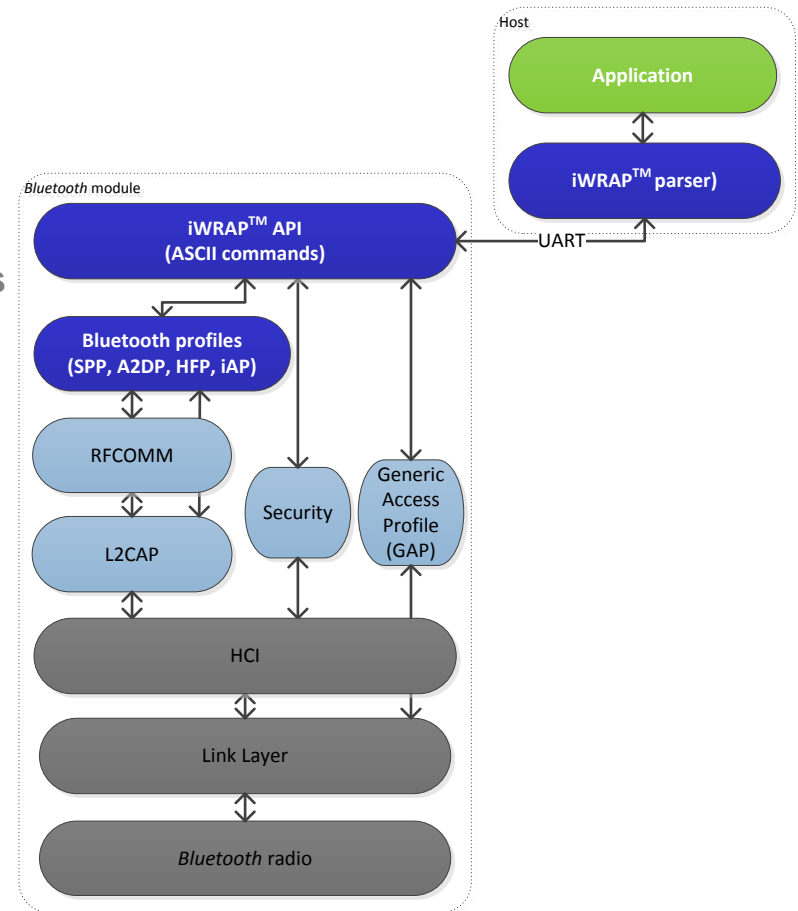 Host
Application
iWRAP™ parser)
Bluetooth module
iWRAP™ API
(ASCII commands)
UART
s
Bluetooth profiles
(SPP, A2DP, HFP, iAP)
RFCOMM
L2CAP
Security
Generic
Access
Profile
(GAP)
HCI
Link Layer
Bluetooth radio